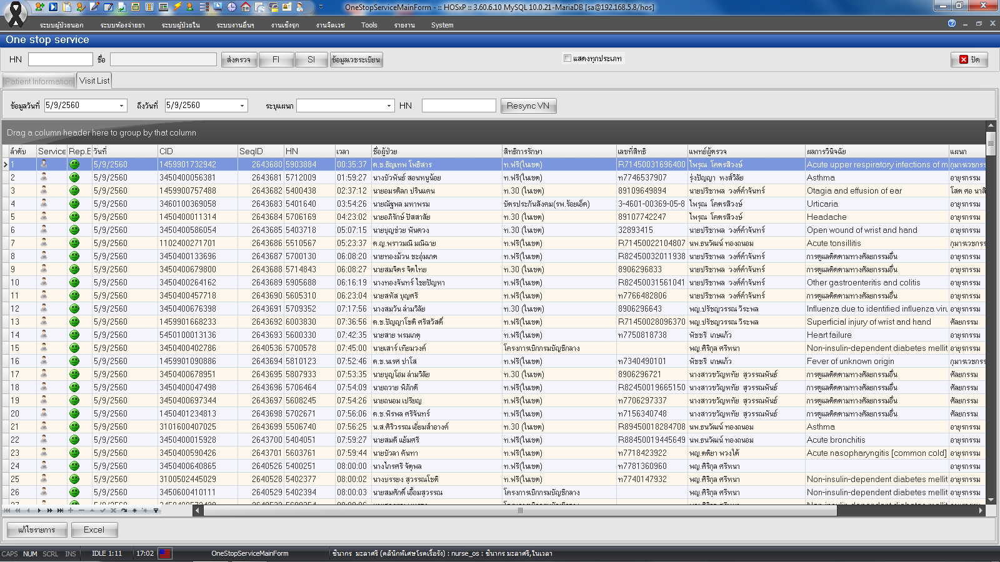 OneStopServiceMainForm - :: HOSxP :: 3.60.6.10 MySQL 10.0.21-MariaDB [sa@192.168.5.8/hos]
ระบบผู้ป่วยนอก ระบบห้องจ่ายยา ระบบผู้ป่วยใน ระบบงานอื่นๆ งานเชิงรุก งานจิตเวช Tools รายงาน System
One stop service
HN ชื่อ ส่งตรวจ FI SI ข้อมูลเวชระเบียน แสดงทุกประเภท ปิด
Patient Information Visit List
ข้อมูลวันที่ 5/9/2560 ถึงวันที่ 5/9/2560 ระบุแผนก HN Resync VN
Drag a column header here to group by that column
ลำดับ Service Rep.E วันที่ CID SeqID HN เวลา ชื่อผู้ป่วย สิทธิการรักษา เลขที่สิทธิ แพทย์ผู้ตรวจ ผลการวินิจฉัย แผนก
1 5/9/2560 1459901732942 2643680 5903884 00:35:37 ด.ช.ธัญเทพ โพธิสาร ท.ฟรี(ในเขต) R71450031696400 ไพรุณ โคตรสีวงษ์ Acute upper respiratory infections of m กุมารเวชกรร
2 5/9/2560 3450400056381 2643681 5712009 01:59:27 นางบัวพันธ์ สอนหนูน้อย ท.ฟรี(ในเขต) ท7746537907 รุ่งปัญญา หงส์วิลัย Asthma อายุรกรรม
3 5/9/2560 1459900757488 2643682 5400438 02:37:12 นายอมรดิลก ปรินแคน ท.30 (ในเขต) 89109649894 นายปรีชาพล วงศ์คำจันทร์ Otagia and effusion of ear โสต ศอ นาสิ
4 5/9/2560 3460100369058 2643683 5401640 03:54:26 นายณัฐพล มหาพรม บัตรประกันสังคม(รพ.ร้อยเอ็ด) 3-4601-00369-05-8 ไพรุณ โคตรสีวงษ์ Urticaria อายุรกรรม
5 5/9/2560 1450400011314 2643684 5706169 04:23:02 นายอภิรักษ์ ปัสสาสัย ท.30 (ในเขต) 89107742247 ไพรุณ โคตรสีวงษ์ Headache อายุรกรรม
6 5/9/2560 3450400586054 2643685 5403718 05:07:15 นายบุญช่วย พันดวง ท.30 (ในเขต) 32893415 นายปรีชาพล วงศ์คำจันทร์ Open wound of wrist and hand อายุรกรรม
7 5/9/2560 1102400271701 2643686 5510567 05:23:37 ด.ญ.พราวมณี มณีฉาย ท.ฟรี(ในเขต) R71450022104807 นพ.ธนวัฒน์ ทองถนอม Acute tonsillitis กุมารเวชกรร
8 5/9/2560 3450400133696 2643687 5700130 06:08:20 นายทองม้วน ชะอุ่มเกต ท.ฟรี(ในเขต) R82450032011938 นายปรีชาพล วงศ์คำจันทร์ การดูแลติดตามทางศัลยกรรมอื่น อายุรกรรม
9 5/9/2560 3450400679800 2643688 5714843 06:08:27 นายสมจิตร จิตไทย ท.30 (ในเขต) 8906296833 นายปรีชาพล วงศ์คำจันทร์ การดูแลติดตามทางศัลยกรรมอื่น อายุรกรรม
10 5/9/2560 3450400264162 2643689 5905688 06:16:19 นางทองจันทร์ ไชยปัญหา ท.ฟรี(ในเขต) R82450031561041 นายปรีชาพล วงศ์คำจันทร์ Other gastroenteritis and colitis อายุรกรรม
11 5/9/2560 3450400457718 2643690 5605310 06:23:04 นายสหัส บุญศรี ท.ฟรี(ในเขต) ท7766482806 นายปรีชาพล วงศ์คำจันทร์ การดูแลติดตามทางศัลยกรรมอื่น อายุรกรรม
12 5/9/2560 3450400676398 2643691 5709352 07:17:56 นางสมวัน ล่ามวิลัย ท.30 (ในเขต) 8906296643 พญ.ปรัชญวรรณ วีระพล Influenza due to identified influenza viru อายุรกรรม
13 5/9/2560 1459901668233 2643692 6003830 07:36:56 ด.ช.ปัญญาโชติ ศรีสวัสดิ์ ท.ฟรี(ในเขต) R71450028096370 พญ.ปรัชญวรรณ วีระพล Superficial injury of wrist and hand ศัลยกรรม
14 5/9/2560 5450100013136 2643693 5600330 07:42:35 นายสาย พรมเกตุ ท.ฟรี(ในเขต) ท7750818738 พัชชรี เกษแก้ว Heart failure อายุรกรรม
15 5/9/2560 3450400402786 2640536 5700578 07:45:00 นายเสาร์ เทียมวงค์ โครงการเบิกกรมบัญชีกลาง พญ.ศิริกุล ศรีหนา Non-insulin-dependent diabetes mellit อายุรกรรม
16 5/9/2560 1459901090886 2643694 5810123 07:52:46 ด.ช.นเรศ ปาโส ท.ฟรี(ในเขต) ท7340490101 พัชชรี เกษแก้ว Fever of unknown origin กุมารเวชกรร
17 5/9/2560 3450400678951 2643695 5807933 07:53:35 นายบุญโฮม ล่ามวิลัย ท.30 (ในเขต) 8906296721 นางสาวขวัญหทัย สุวรรณพันธ์ การดูแลติดตามทางศัลยกรรมอื่น ศัลยกรรม
18 5/9/2560 3450400047498 2643696 5706464 07:54:09 นายถวาย พิภักดี ท.ฟรี(ในเขต) R82450019665150 นางสาวขวัญหทัย สุวรรณพันธ์ การดูแลติดตามทางศัลยกรรมอื่น ศัลยกรรม
19 5/9/2560 3450400697344 2643697 5608245 07:54:26 นายถนอม เปรียญ ท.ฟรี(ในเขต) ท7706297337 นางสาวขวัญหทัย สุวรรณพันธ์ การดูแลติดตามทางศัลยกรรมอื่น ศัลยกรรม
20 5/9/2560 1450401234813 2643698 5702671 07:56:06 ด.ช.พีรพล ศรีจันทร์ ท.ฟรี(ในเขต) ท7156340748 นางสาวขวัญหทัย สุวรรณพันธ์ การดูแลติดตามทางศัลยกรรมอื่น ศัลยกรรม
21 5/9/2560 3101600407025 2643699 5506740 07:56:25 น.ส.ศิริวรรณ เอี่ยมสำอางค์ ท.30 (ในเขต) R89450018284708 นพ.ธนวัฒน์ ทองถนอม Asthma อายุรกรรม
22 5/9/2560 3450400015928 2643700 5404051 07:59:27 นายสมดี แย้มศรี ท.ฟรี(ในเขต) R88450019445649 นพ.ธนวัฒน์ ทองถนอม Acute bronchitis อายุรกรรม
23 5/9/2560 3450400590426 2643701 5603761 07:59:44 นายบัวลา คันทา ท.ฟรี(ในเขต) ท7718423922 พญ.คติยา พวงใต้ Acute nasopharyngitis [common cold] อายุรกรรม
24 5/9/2560 3450400640865 2640526 5400251 08:00:00 นางไกรศรี จัตุพล ท.ฟรี(ในเขต) ท7781360960 พญ.ศิริกุล ศรีหนา อายุรกรรม
25 5/9/2560 3100502445029 2640528 5402377 08:00:02 นางบรรยง สุวรรณโชติ ท.ฟรี(ในเขต) ท7740147932 พญ.ศิริกุล ศรีหนา Non-insulin-dependent diabetes mellit อายุรกรรม
26 5/9/2560 3450600410111 2640529 5402394 08:00:03 นายสมศักดิ์ เอื้อมสุวรรณ โครงการเบิกกรมบัญชีกลาง พญ.ศิริกุล ศรีหนา Non-insulin-dependent diabetes mellit อายุรกรรม
แก้ไขรายการ Excel
CAPS NUM SCRL INS IDLE 1:11 17:02 OneStopServiceMainForm ชินากร มะลาศรี (คลินิกพิเศษโรคเรื้อรัง) : nurse_os : ชินากร มะลาศรี,ในเวลา